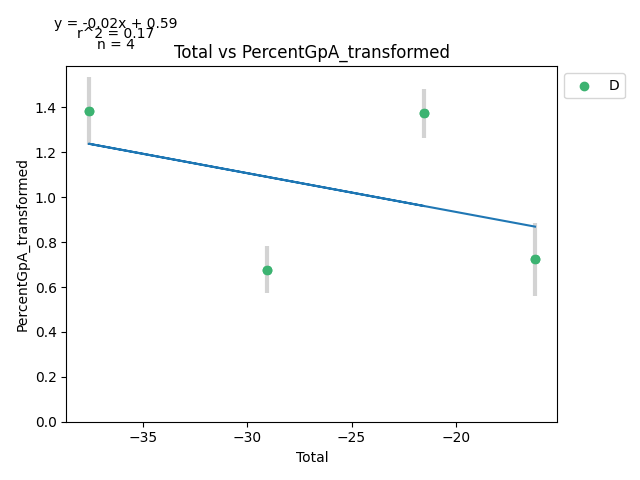 y = -0.02x + 0.59
r^2 = 0.17
n = 4
Total vs PercentGpA_transformed
D
PercentGpA_transformed
1.4
1.2
1.0
0.8
0.6
0.4
0.2
0.0
−35
−30
−25
−20
Total